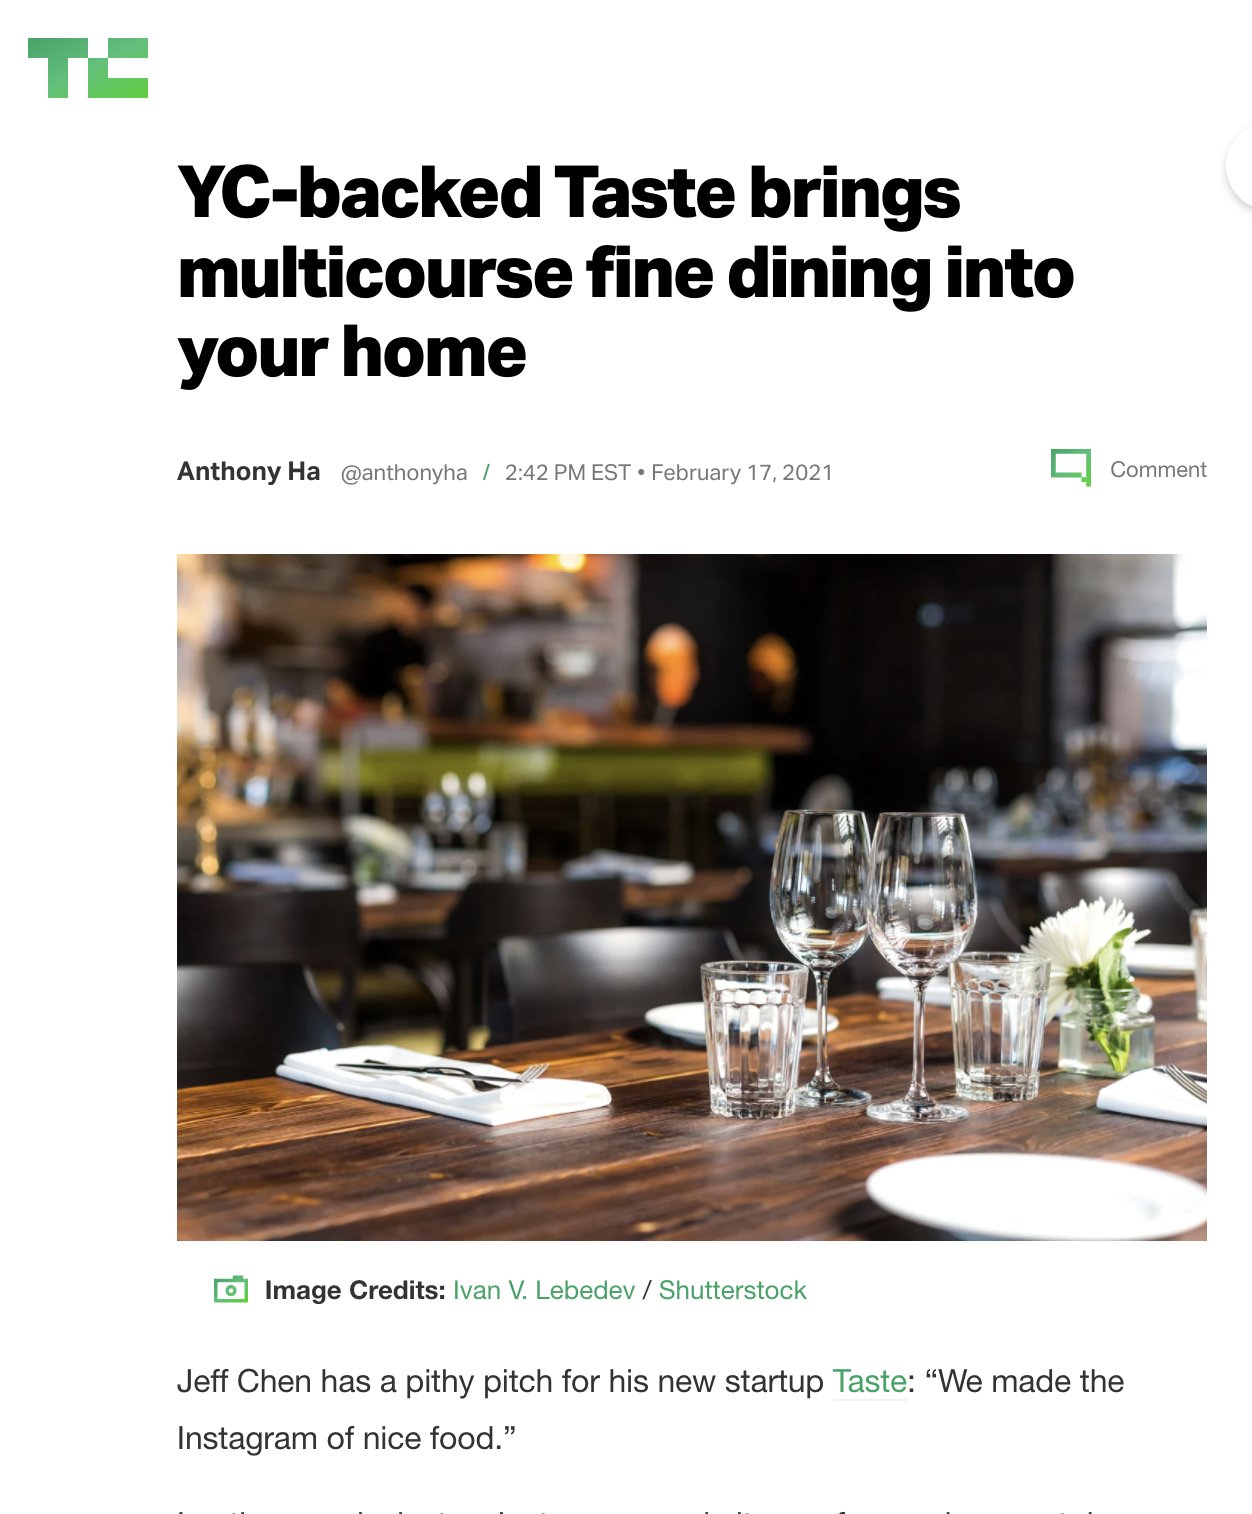 TC
YC-backed Taste brings
multicourse fine dining into
your home
Anthony Ha @anthonyha / 2:42 PM EST • February 17, 2021
Comment
Image Credits: Ivan V. Lebedev / Shutterstock
Jeff Chen has a pithy pitch for his new startup Taste: “We made the
Instagram of nice food.”